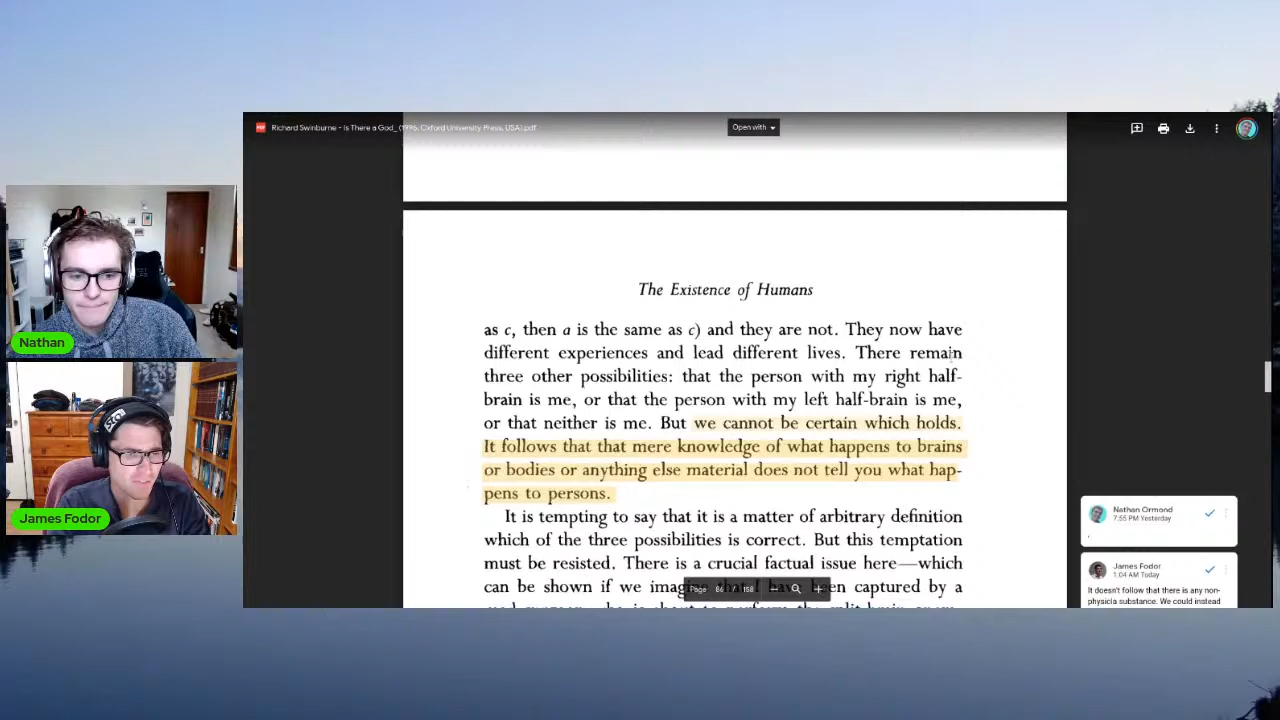 Richard Swinburne - Is There a God_ (1996, Oxford University Press, USA).pdf
Open with
Nathan
James Fodor
The Existence of Humans
as c, then a is the same as c) and they are not. They now have
different experiences and lead different lives. There remain
three other possibilities: that the person with my right half-
brain is me, or that the person with my left half-brain is me,
or that neither is me. But we cannot be certain which holds.
It follows that that mere knowledge of what happens to brains
or bodies or anything else material does not tell you what hap-
pens to persons.
It is tempting to say that it is a matter of arbitrary definition
which of the three possibilities is correct. But this temptation
must be resisted. There is a crucial factual issue here—which
can be shown if we imagine that I have been captured by a
Page 86 / 158
Nathan Ormond
7:55 PM Yesterday
.
James Fodor
1:04 AM Today
It doesn't follow that there is any non-
physicla substance. We could instead